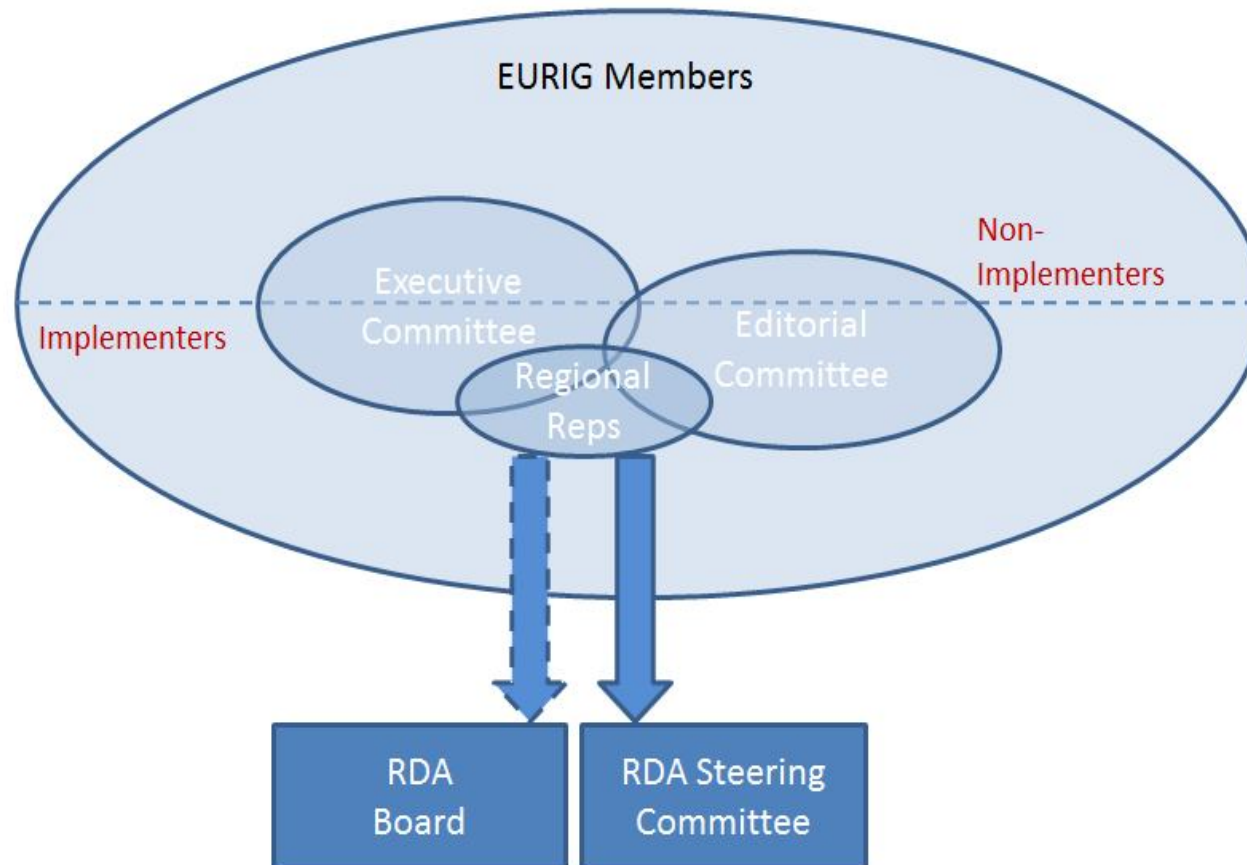 EURIG Members
Non-
Implementers
Executive
Committee
Implementers
Editorial
Committee
Regional
Reps
RDA
Board
RDA Steering
Committee